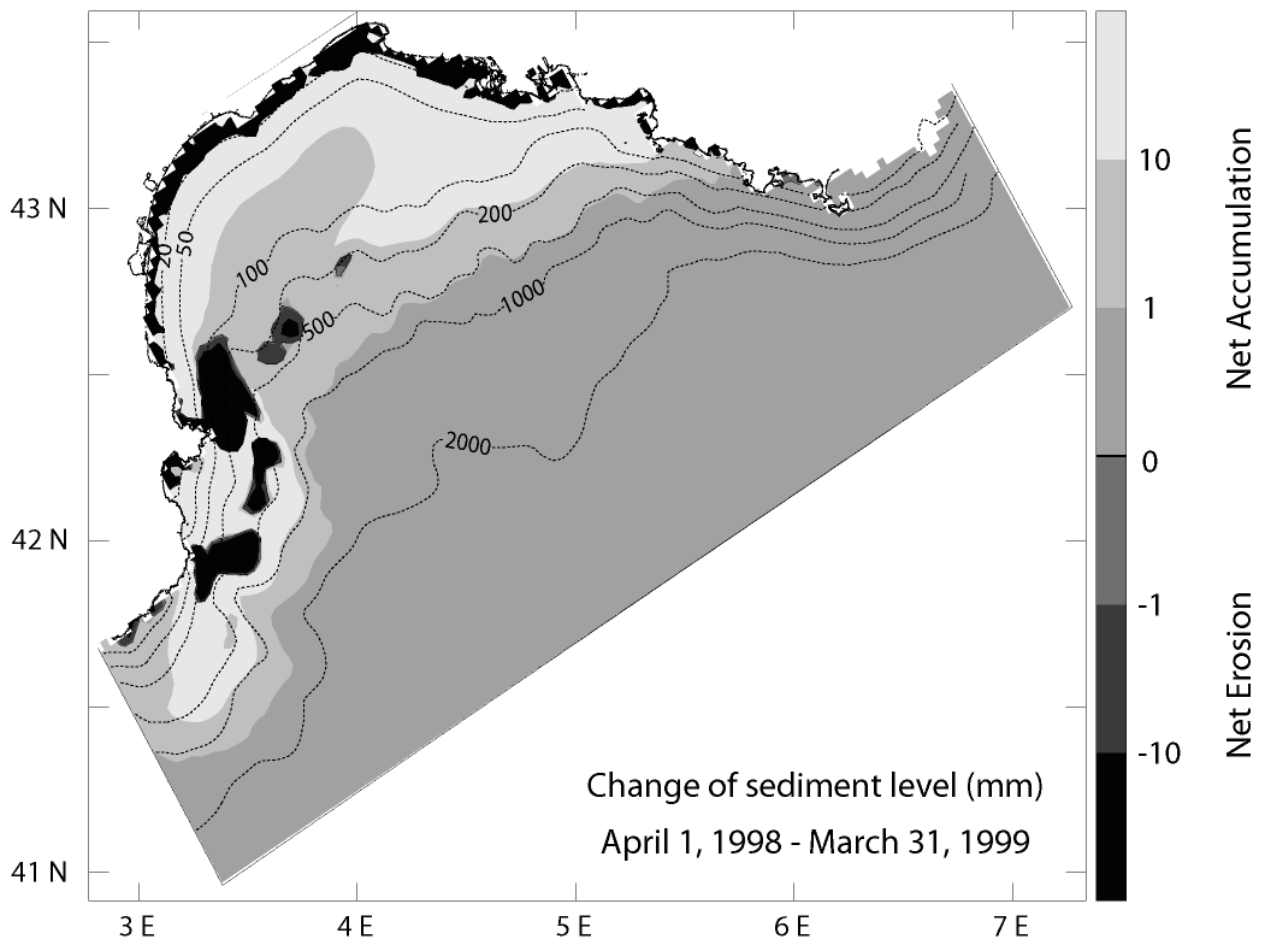 43 N
42 N
41 N
3 E
4 E
5 E
6 E
7 E
20
50
100
200
500
1000
2000
Change of sediment level (mm)
April 1, 1998 - March 31, 1999
10
1
0
-1
-10
Net Accumulation
Net Erosion